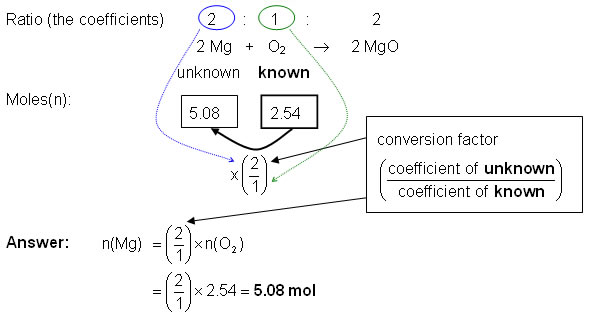 Ratio (the coefficients) 2 : 1 : 2
2 Mg + O₂ → 2 MgO
unknown known
Moles(n):
5.08 2.54
x(2/1)
conversion factor
(coefficient of unknown / coefficient of known)
Answer: n(Mg) = (2/1) × n(O₂)
= (2/1) × 2.54 = 5.08 mol